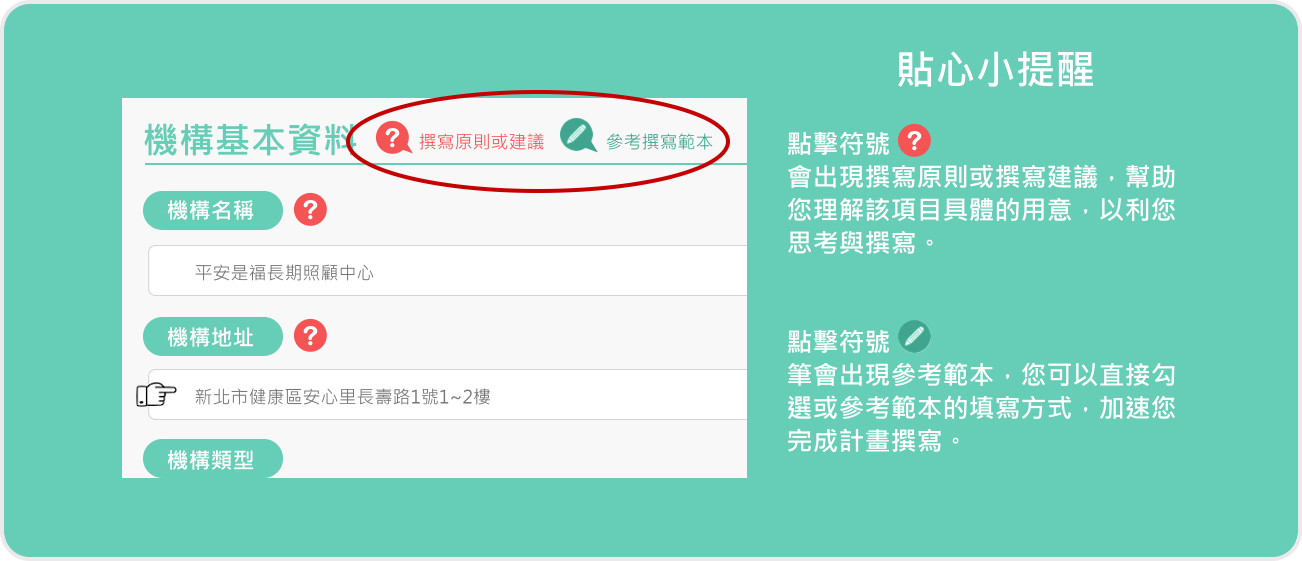 貼心小提醒
機構基本資料
? 撰寫原則或建議
參考撰寫範本
機構名稱 ?
平安是福長期照顧中心
機構地址 ?
新北市健康區安心里長壽路1號1~2樓
機構類型
點擊符號 ?
會出現撰寫原則或撰寫建議，幫助
您理解該項目具體的用意，以利您
思考與撰寫。
點擊符號
筆會出現參考範本，您可以直接勾
選或參考範本的填寫方式，加速您
完成計畫撰寫。